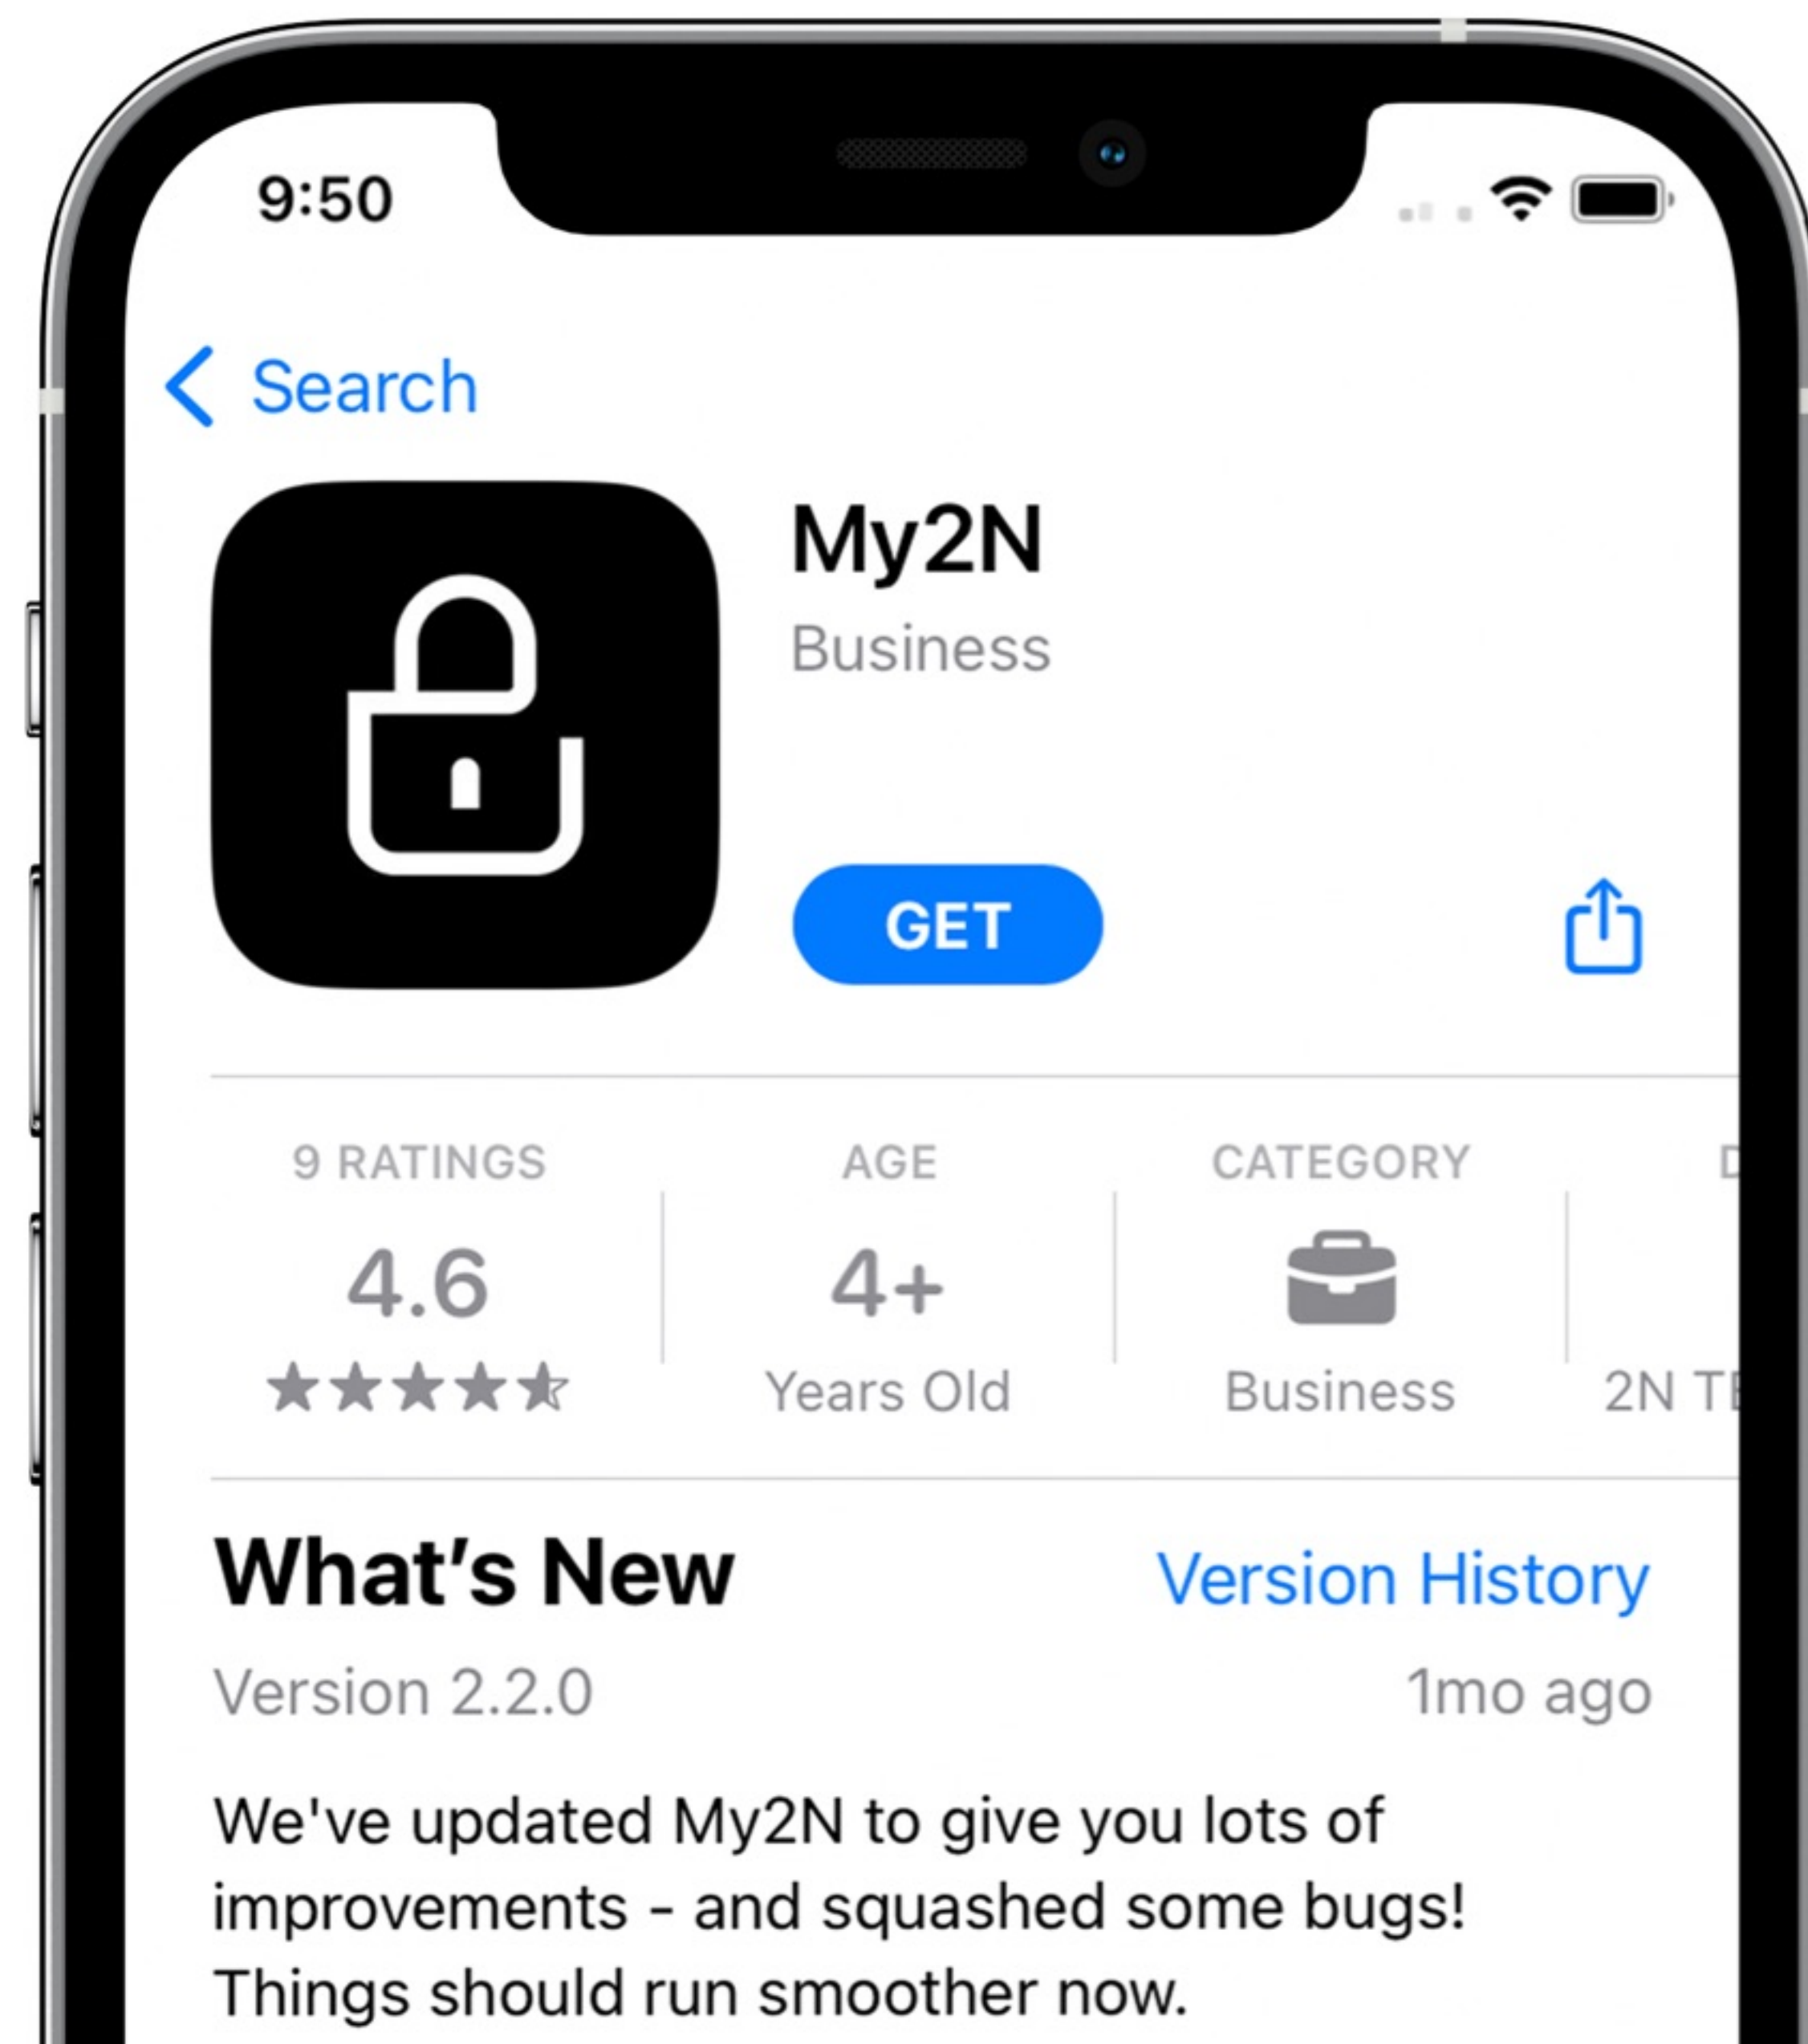 9:50
Search
My2N
Business
GET
9 RATINGS
AGE
CATEGORY
4.6
4+
Years Old
Business
2N
What's New
Version History
Version 2.2.0
1mo ago
We've updated My2N to give you lots of
improvements - and squashed some bugs!
Things should run smoother now.